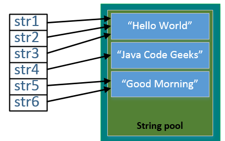 str1
str2
str3
str4
str5
str6
“Hello World”
“Java Code Geeks”
“Good Morning”
String pool